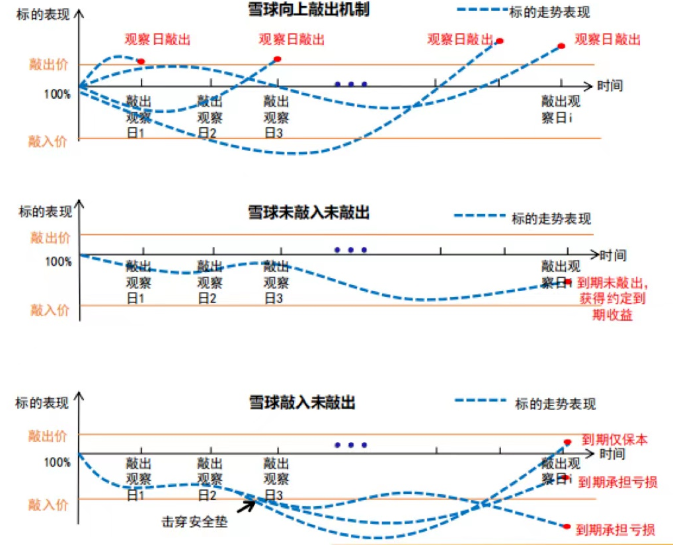 雪球向上敲出机制
标的走势表现
标的表现
观察日敲出
观察日敲出
观察日敲出
观察日敲出
敲出价
时间
100%
敲出
观察
日1
敲出
观察
日2
敲出
观察
日3
敲出观
察日i
敲入价
雪球未敲入未敲出
标的走势表现
标的表现
敲出价
时间
100%
敲出
观察
日1
敲出
观察
日2
敲出
观察
日3
敲出观
察日i
到期未敲出，
获得约定到
期收益
敲入价
雪球敲入未敲出
标的走势表现
标的表现
敲出价
到期仅保本
时间
100%
敲出
观察
日1
敲出
观察
日2
敲出
观察
日3
敲出观
察日i
到期承担亏损
敲入价
击穿安全垫
到期承担亏损